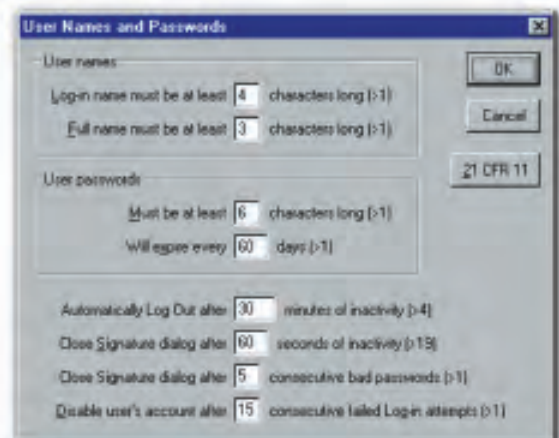 User Names and Passwords
User names
OK
Log-in name must be at least 4 characters long (>1)
Full name must be at least 3 characters long (>1)
Cancel
21 CFR 11
User passwords
Must be at least 6 characters long (>1)
Will expire every 60 days (>1)
Automatically Log Out after 30 minutes of inactivity (>4)
Close Signature dialog after 60 seconds of inactivity (>19)
Close Signature dialog after 5 consecutive bad passwords (>1)
Disable user's account after 15 consecutive failed Log-in attempts (>1)